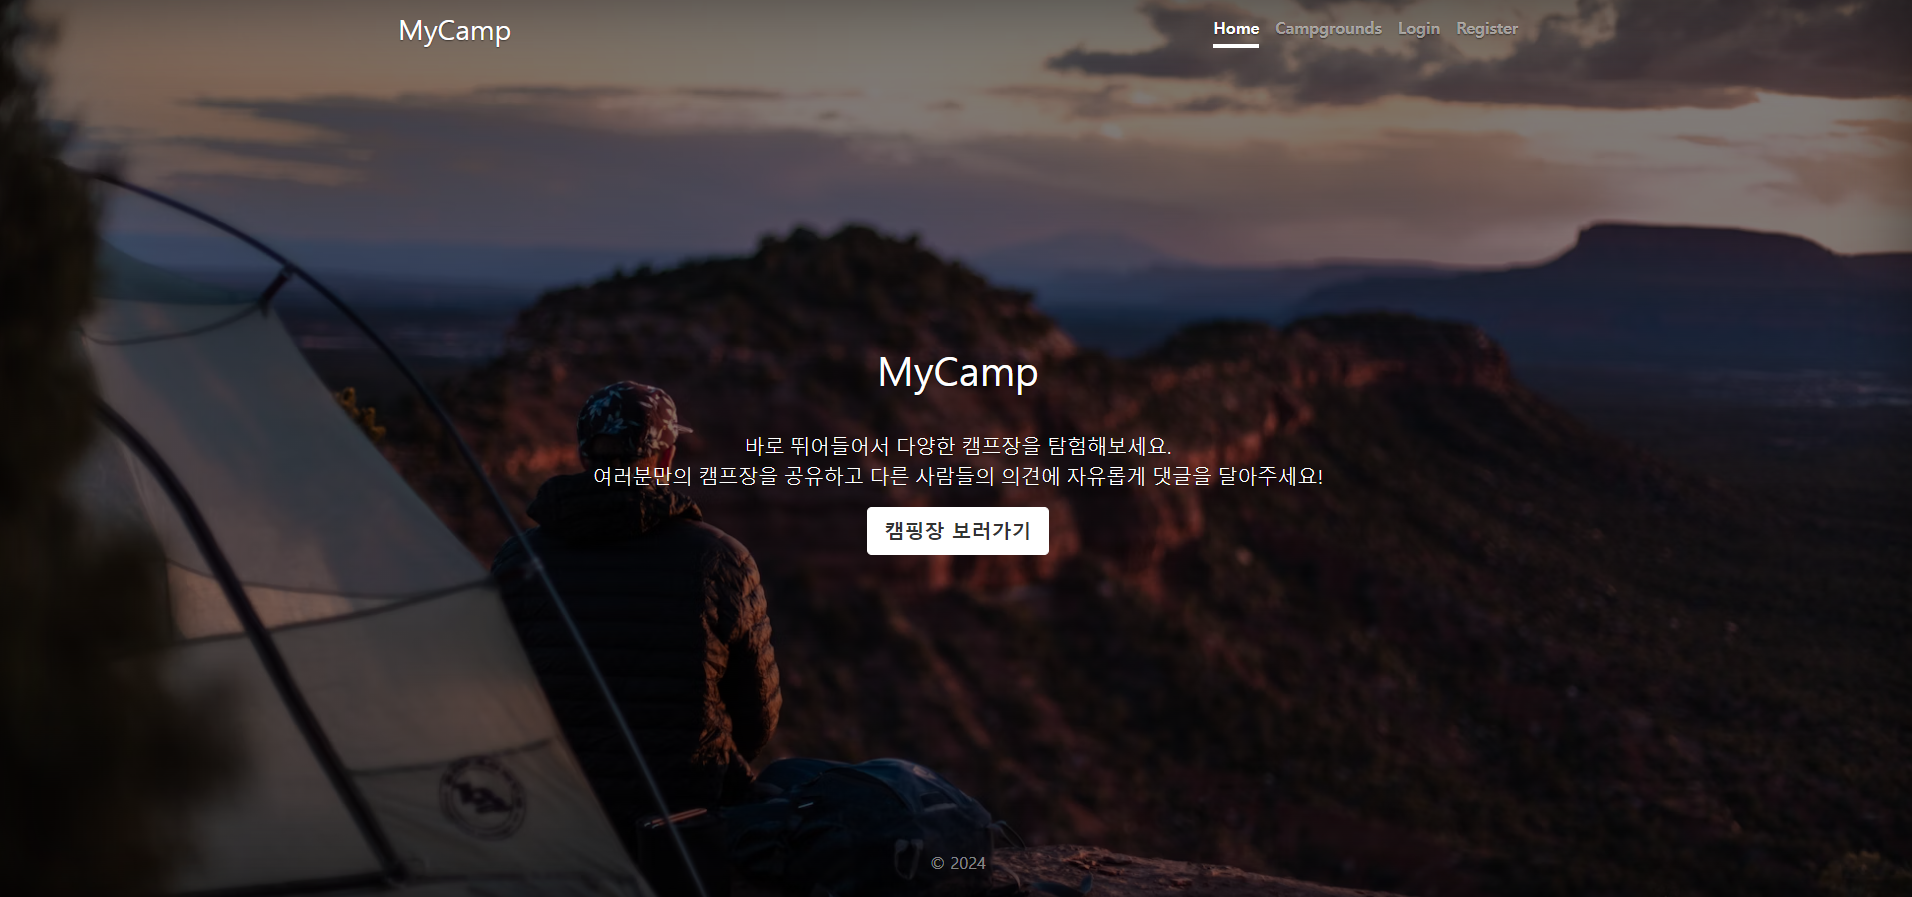 MyCamp
Home Campgrounds Login Register
MyCamp
바로 뛰어들어서 다양한 캠프장을 탐험해보세요.
여러분만의 캠프장을 공유하고 다른 사람들의 의견에 자유롭게 댓글을 달아주세요!
캠핑장 보러가기
© 2024